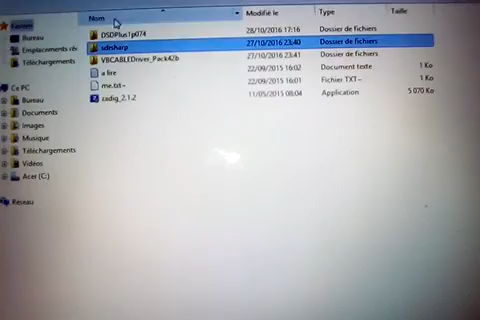 Nom Modifié le Type Taille
Favoris
Bureau
Emplacements ré
Téléchargements
Ce PC
Bureau
Documents
Images
Musique
Téléchargements
Vidéos
Acer (C:)
Réseau
DSDPlus1p074 28/10/2016 17:16 Dossier de fichiers
sdrsharp 27/10/2016 23:40 Dossier de fichiers
VBCABLEDriver_Pack42b 27/10/2016 23:41 Dossier de fichiers
a lire 22/09/2015 16:02 Document texte 1 Ko
me.txt~ 22/09/2015 16:01 Fichier TXT~ 1 Ko
zadig_2.1.2 11/05/2015 08:04 Application 5 070 Ko